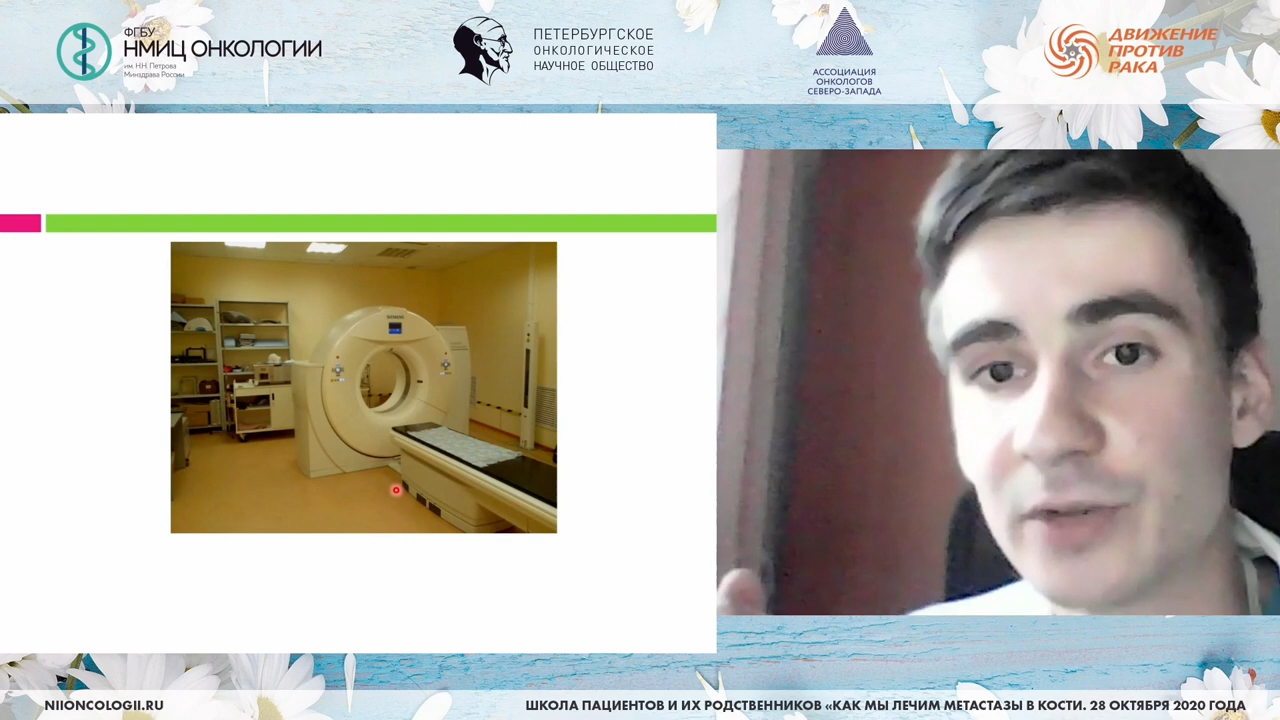 ФГБУ
НМИЦ ОНКОЛОГИИ
им. Н.Н. Петрова
Минздрава России
ПЕТЕРБУРГСКОЕ
ОНКОЛОГИЧЕСКОЕ
НАУЧНОЕ ОБЩЕСТВО
АССОЦИАЦИЯ
ОНКОЛОГОВ
СЕВЕРО-ЗАПАДА
ДВИЖЕНИЕ
ПРОТИВ
РАКА
SIEMENS
NIIONCOLOGII.RU
ШКОЛА ПАЦИЕНТОВ И ИХ РОДСТВЕННИКОВ «КАК МЫ ЛЕЧИМ МЕТАСТАЗЫ В КОСТИ. 28 ОКТЯБРЯ 2020 ГОДА